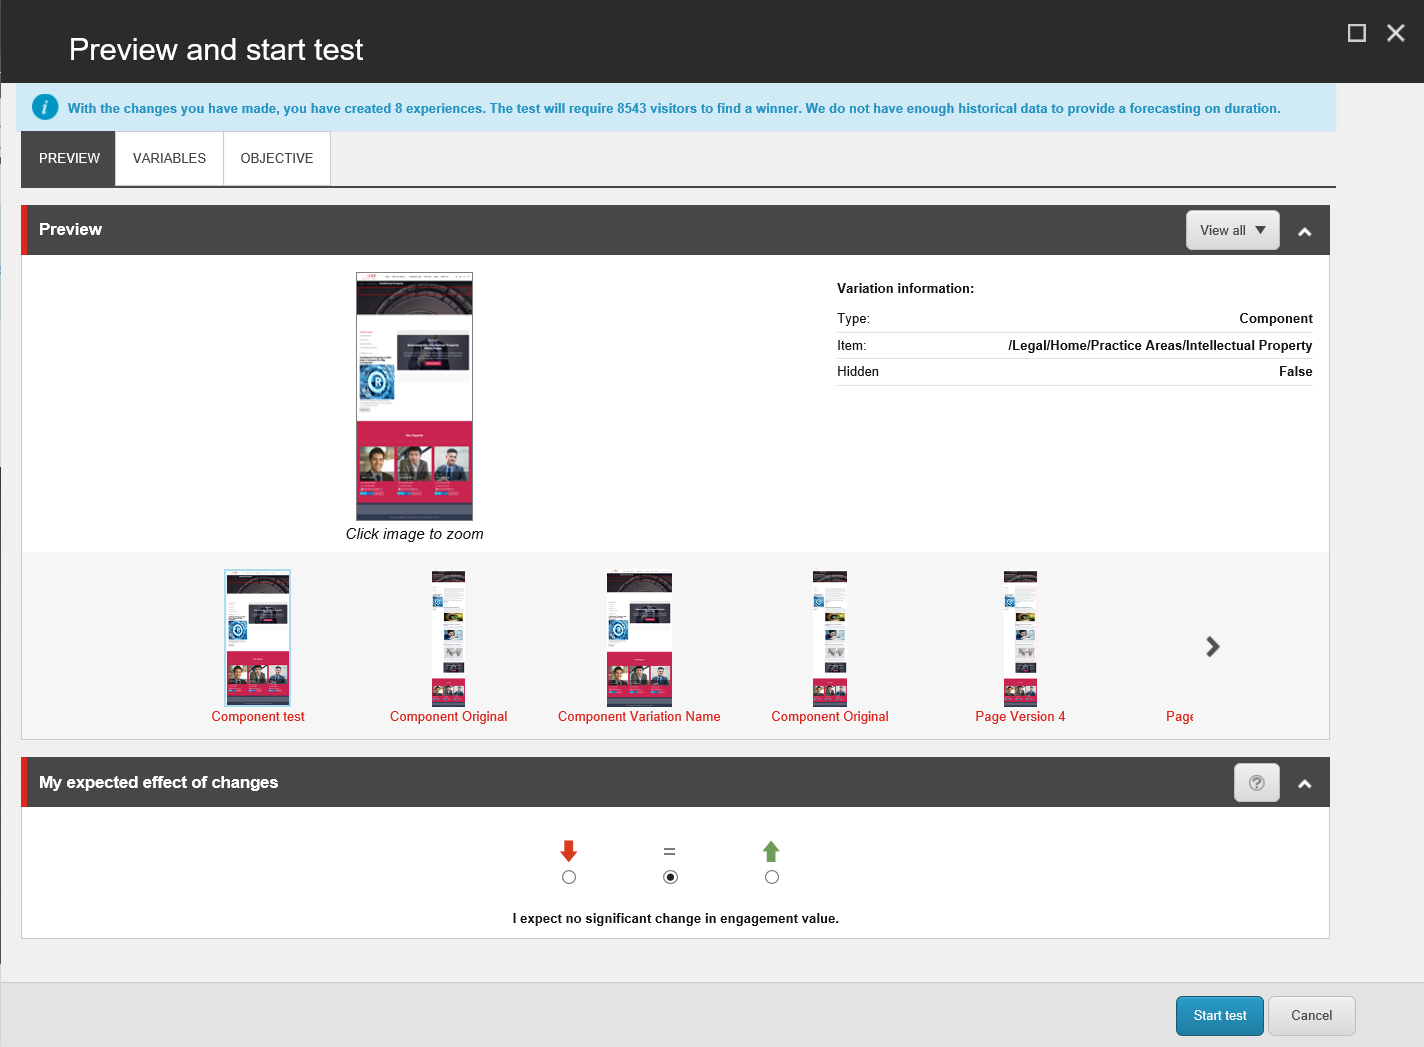 Preview and start test
With the changes you have made, you have created 8 experiences. The test will require 8543 visitors to find a winner. We do not have enough historical data to provide a forecasting on duration.
PREVIEW
VARIABLES
OBJECTIVE
Preview
View all
Variation information:
Type:
Component
Item:
/Legal/Home/Practice Areas/Intellectual Property
Hidden
False
Click image to zoom
Component test
Component Original
Component Variation Name
Component Original
Page Version 4
Page
My expected effect of changes
?
=
I expect no significant change in engagement value.
Start test
Cancel